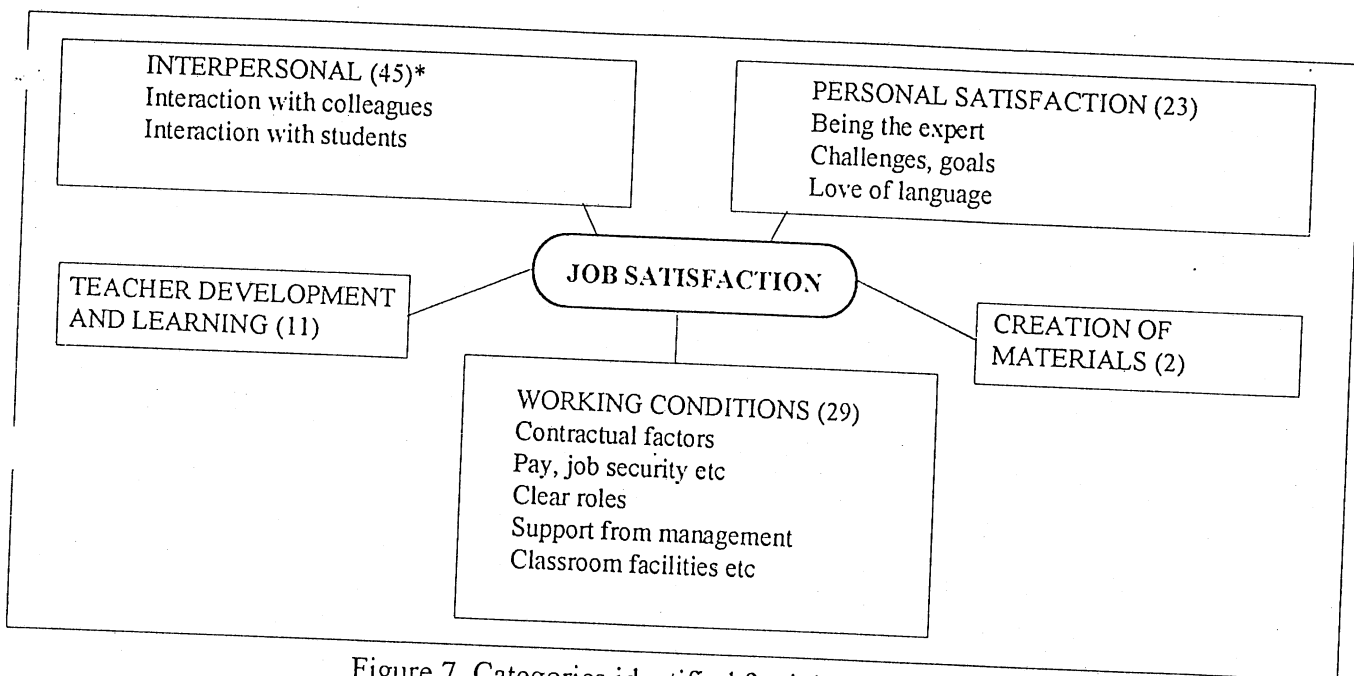 INTERPERSONAL (45)*
Interaction with colleagues
Interaction with students
PERSONAL SATISFACTION (23)
Being the expert
Challenges, goals
Love of language
JOB SATISFACTION
TEACHER DEVELOPMENT
AND LEARNING (11)
CREATION OF
MATERIALS (2)
WORKING CONDITIONS (29)
Contractual factors
Pay, job security etc
Clear roles
Support from management
Classroom facilities etc
Figure 7 Categories identified